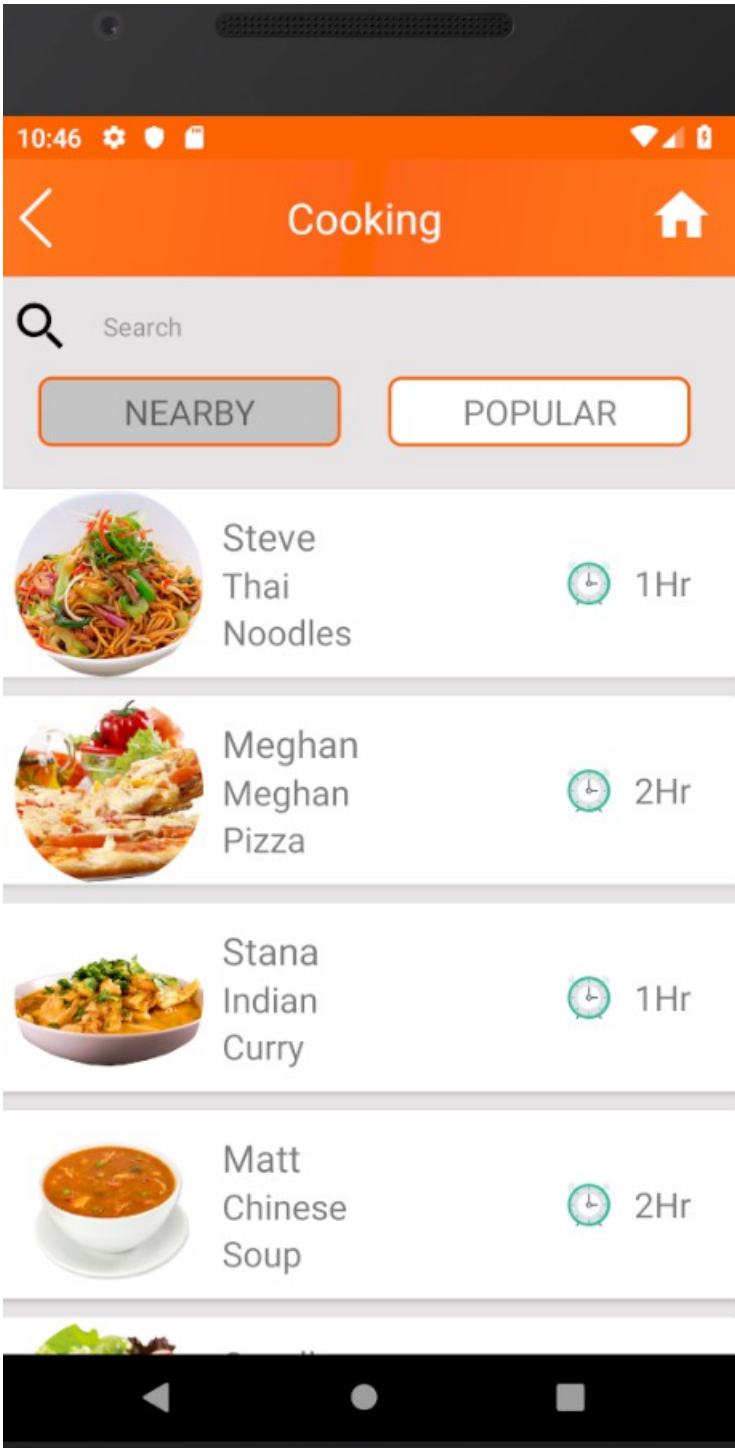 10:46
Cooking
Search
NEARBY
POPULAR
Steve
Thai
Noodles
1Hr
Meghan
Meghan
Pizza
2Hr
Stana
Indian
Curry
1Hr
Matt
Chinese
Soup
2Hr